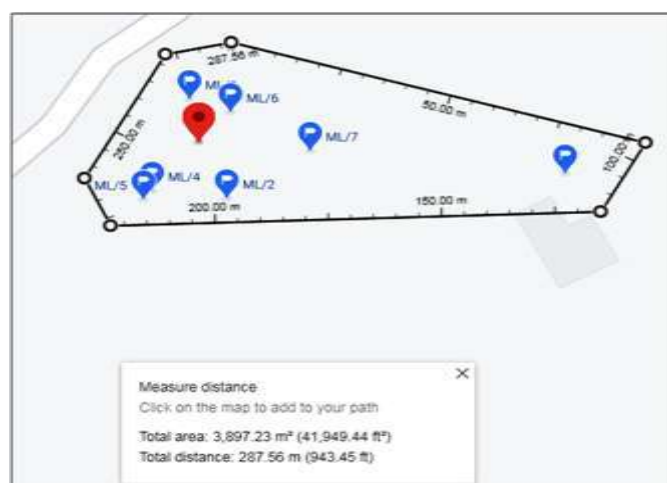 287.56 m
ML/6
ML/7
50.00 m
100.00 m
250.00 m
ML/5
ML/4
ML/2
200.00 m
150.00 m
Measure distance
Click on the map to add to your path
Total area: 3,897.23 m² (41,949.44 ft²)
Total distance: 287.56 m (943.45 ft)